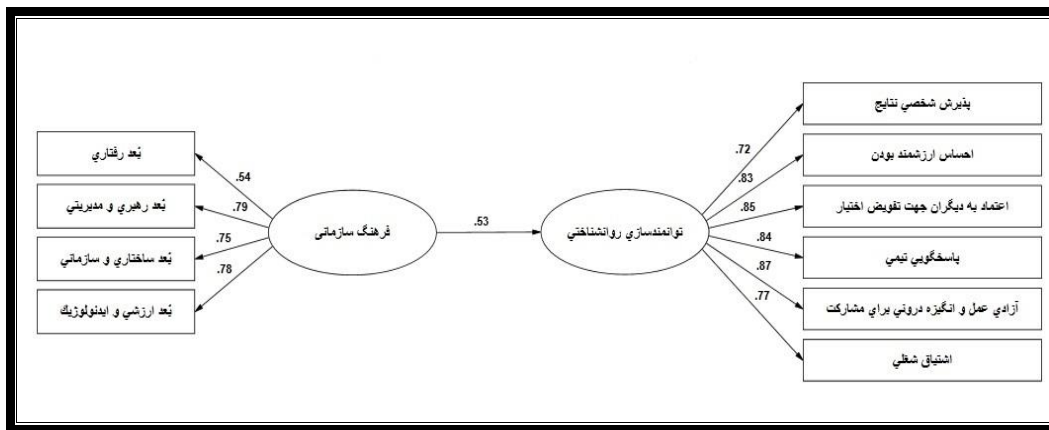 بُعد رفتاري
بُعد رهبري و مديريتي
بُعد ساختاري و سازماني
بُعد ارزشي و ايدئولوژيك
.54
.79
.75
.78
فرهنگ سازمانی
.53
توانمندسازي روانشناختي
.72
.83
.85
.84
.87
.77
پذيرش شخصي نتايج
احساس ارزشمند بودن
اعتماد به ديگران جهت تفويض اختيار
پاسخگويي تيمي
آزادي عمل و انگيزه دروني براي مشاركت
اشتياق شغلي